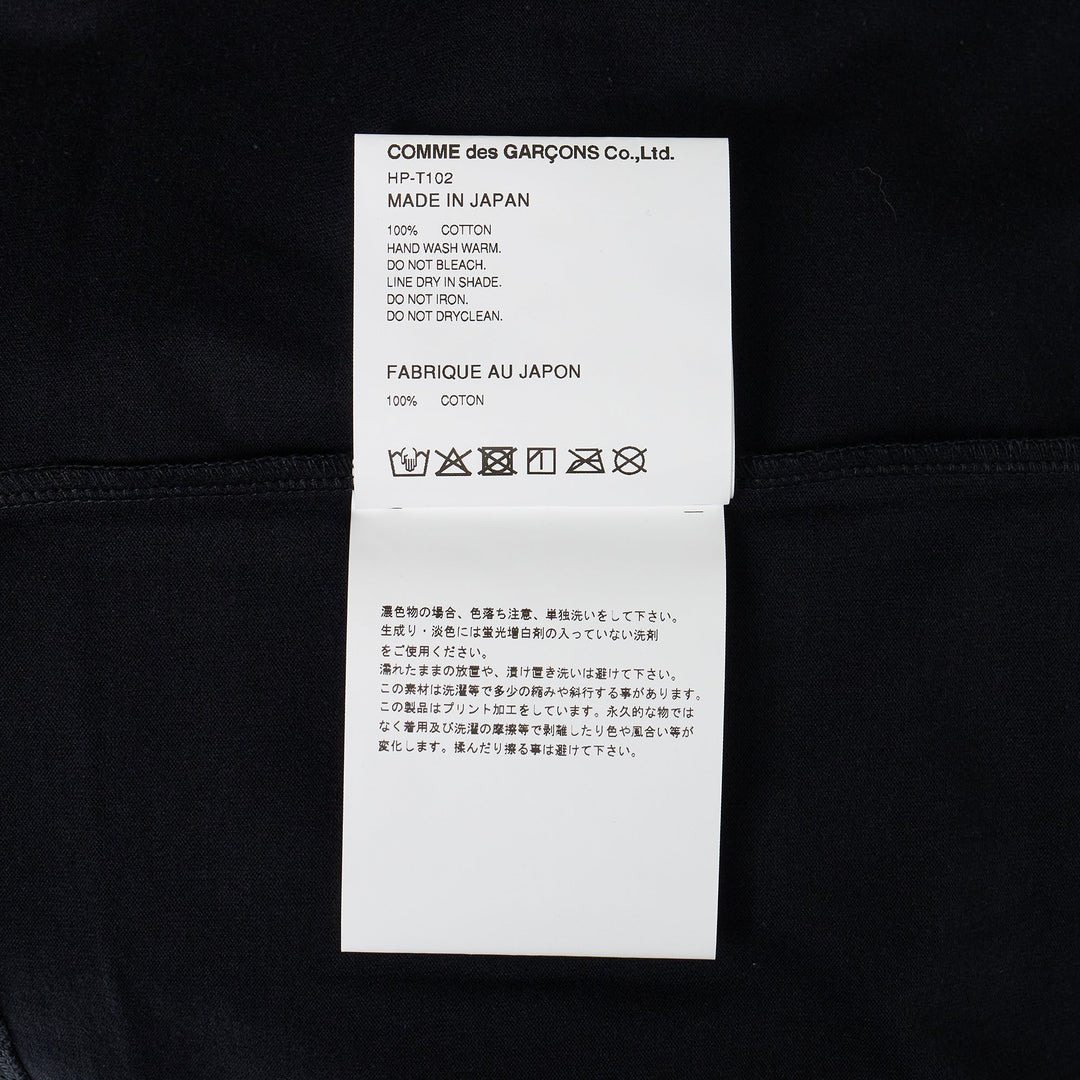 COMME des GARÇONS Co.,Ltd.
HP-T102
MADE IN JAPAN
100% COTTON
HAND WASH WARM.
DO NOT BLEACH.
LINE DRY IN SHADE.
DO NOT IRON.
DO NOT DRYCLEAN.
FABRIQUE AU JAPON
100% COTON
濃色物の場合、色落ち注意、単独洗いをして下さい。
生成り・淡色には蛍光増白剤の入っていない洗剤
をご使用ください。
濡れたままの放置や、漬け置き洗いは避けて下さい。
この素材は洗濯等で多少の縮みや斜行する事があります。
この製品はプリント加工をしています。永久的な物では
なく着用及び洗濯の摩擦等で剥離したり色や風合い等が
変化します。揉んだり擦る事は避けて下さい。